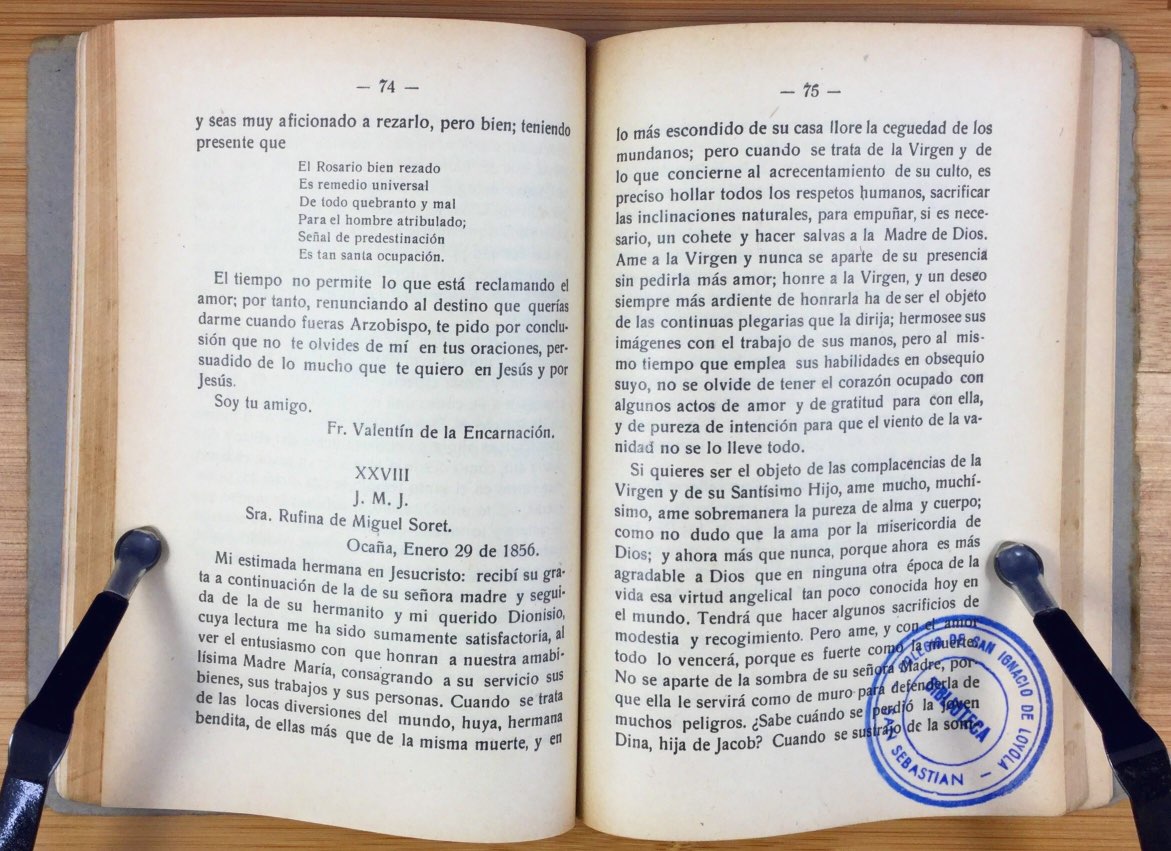 — 74 —
y seas muy aficionado a rezarlo, pero bien; teniendo
presente que
El Rosario bien rezado
Es remedio universal
De todo quebranto y mal
Para el hombre atribulado;
Señal de predestinación
Es tan santa ocupación.
El tiempo no permite lo que está reclamando el
amor; por tanto, renunciando al destino que querías
darme cuando fueras Arzobispo, te pido por conclu-
sión que no te olvides de mí en tus oraciones, per-
suadido de lo mucho que te quiero en Jesús y por
Jesús.
Soy tu amigo.
Fr. Valentín de la Encarnación.
XXVIII
J. M. J.
Sra. Rufina de Miguel Soret.
Ocaña, Enero 29 de 1856.
Mi estimada hermana en Jesucristo: recibí su gra-
ta a continuación de la de su señora madre y segui-
da de la de su hermanito y mi querido Dionisio,
cuya lectura me ha sido sumamente satisfactoria, al
ver el entusiasmo con que honran a nuestra amabi-
lísima Madre María, consagrando a su servicio sus
bienes, sus trabajos y sus personas. Cuando se trata
de las locas diversiones del mundo, huya, hermana
bendita, de ellas más que de la misma muerte, y en
— 75 —
lo más escondido de su casa llore la ceguedad de los
mundanos; pero cuando se trata de la Virgen y de
lo que concierne al acrecentamiento de su culto, es
preciso hollar todos los respetos humanos, sacrificar
las inclinaciones naturales, para empuñar, si es nece-
sario, un cohete y hacer salvas a la Madre de Dios.
Ame a la Virgen y nunca se aparte de su presencia
sin pedirla más amor; honre a la Virgen, y un deseo
siempre más ardiente de honrarla ha de ser el objeto
de las continuas plegarias que la dirija; hermosee sus
imágenes con el trabajo de sus manos, pero al mis-
mo tiempo que emplea sus habilidades en obsequio
suyo, no se olvide de tener el corazón ocupado con
algunos actos de amor y de gratitud para con ella,
y de pureza de intención para que el viento de la va-
nidad no se lo lleve todo.
Si quieres ser el objeto de las complacencias de la
Virgen y de su Santísimo Hijo, ame mucho, muchí-
simo, ame sobremanera la pureza de alma y cuerpo;
como no dudo que la ama por la misericordia de
Dios; y ahora más que nunca, porque ahora es más
agradable a Dios que en ninguna otra época de la
vida esa virtud angelical tan poco conocida hoy en
el mundo. Tendrá que hacer algunos sacrificios de
modestia y recogimiento. Pero ame, y con el amor
todo lo vencerá, porque es fuerte como la muerte.
No se aparte de la sombra de su señora Madre, por-
que ella le servirá como de muro para defenderla de
muchos peligros. ¿Sabe cuándo se perdió la joven
Dina, hija de Jacob? Cuando se sustrajo de la som-
COLEGIO DE SAN IGNACIO DE LOYOLA
BIBLIOTECA
— SAN SEBASTIAN —